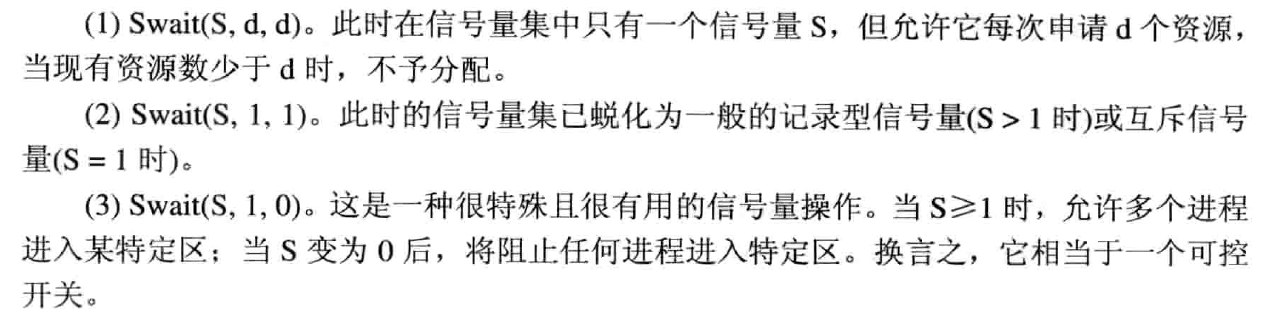 (1) Swait(S, d, d)。此时在信号量集中只有一个信号量 S，但允许它每次申请 d 个资源，
当现有资源数少于 d 时，不予分配。
(2) Swait(S, 1, 1)。此时的信号量集已蜕化为一般的记录型信号量(S > 1 时)或互斥信号
量(S = 1 时)。
(3) Swait(S, 1, 0)。这是一种很特殊且很有用的信号量操作。当 S≥1 时，允许多个进程
进入某特定区；当 S 变为 0 后，将阻止任何进程进入特定区。换言之，它相当于一个可控
开关。